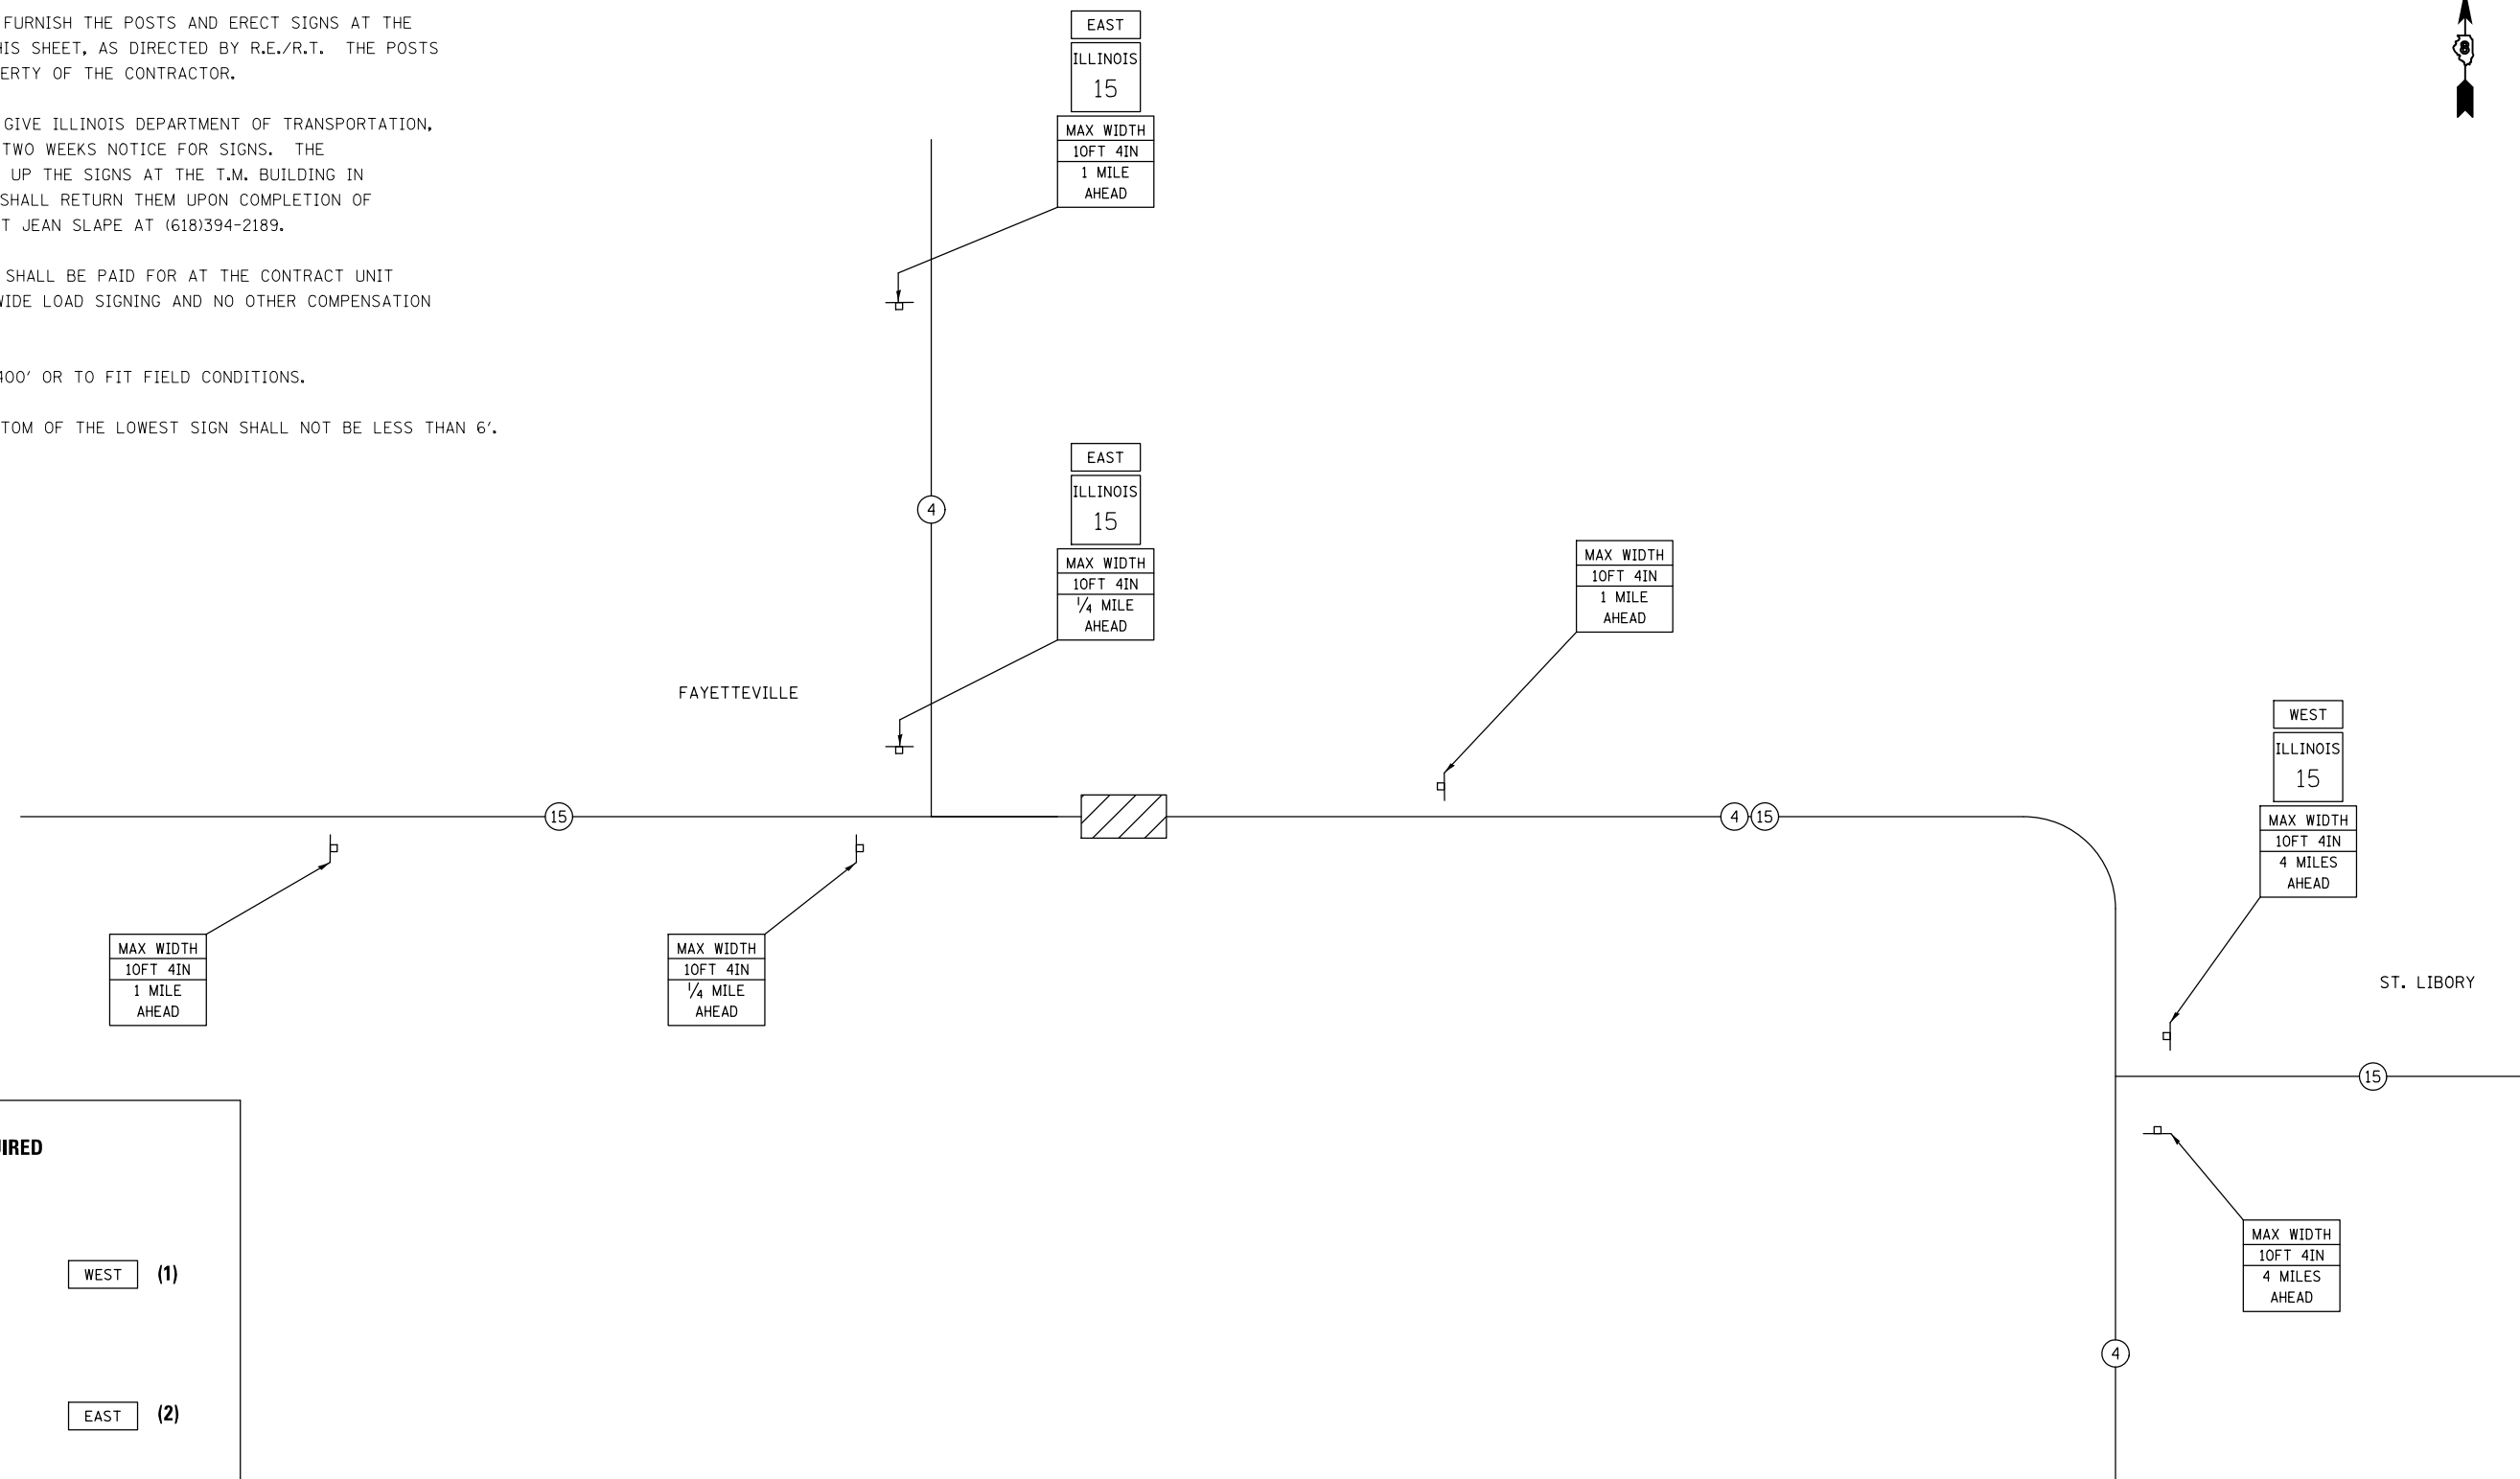 FURNISH THE POSTS AND ERECT SIGNS AT THE
HIS SHEET, AS DIRECTED BY R.E./R.T. THE POSTS
ERTY OF THE CONTRACTOR.
GIVE ILLINOIS DEPARTMENT OF TRANSPORTATION,
TWO WEEKS NOTICE FOR SIGNS. THE
UP THE SIGNS AT THE T.M. BUILDING IN
SHALL RETURN THEM UPON COMPLETION OF
T JEAN SLAPE AT (618)394-2189.
SHALL BE PAID FOR AT THE CONTRACT UNIT
WIDE LOAD SIGNING AND NO OTHER COMPENSATION
400' OR TO FIT FIELD CONDITIONS.
TOM OF THE LOWEST SIGN SHALL NOT BE LESS THAN 6'.
EAST
ILLINOIS
15
MAX WIDTH
10FT 4IN
1 MILE
AHEAD
8
4
EAST
ILLINOIS
15
MAX WIDTH
10FT 4IN
1/4 MILE
AHEAD
MAX WIDTH
10FT 4IN
1 MILE
AHEAD
FAYETTEVILLE
WEST
ILLINOIS
15
MAX WIDTH
10FT 4IN
4 MILES
AHEAD
15
4 15
MAX WIDTH
10FT 4IN
1 MILE
AHEAD
MAX WIDTH
10FT 4IN
1/4 MILE
AHEAD
ST. LIBORY
15
MAX WIDTH
10FT 4IN
4 MILES
AHEAD
4
UIRED
WEST (1)
EAST (2)